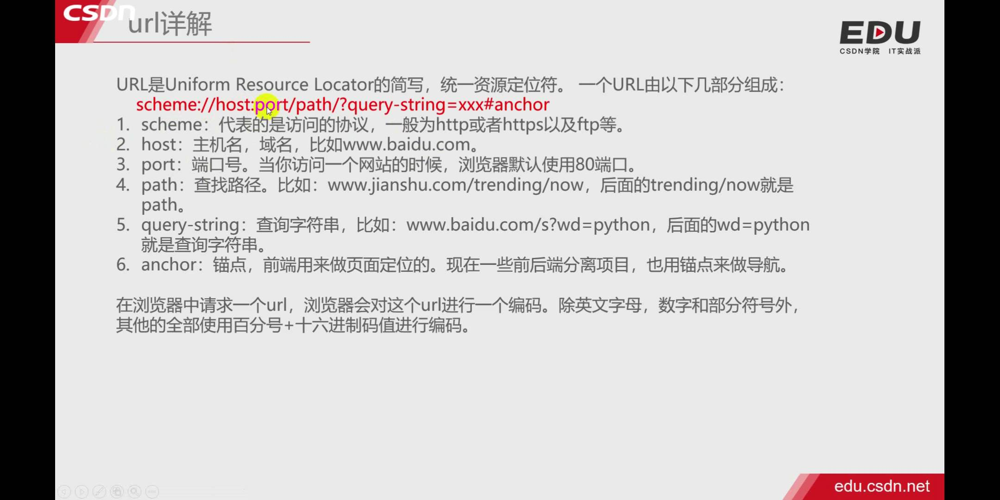 CSDN
url详解
EDU
CSDN学院 IT实战派
URL是Uniform Resource Locator的简写，统一资源定位符。 一个URL由以下几部分组成：
scheme://host:port/path/?query-string=xxx#anchor
1. scheme：代表的是访问的协议，一般为http或者https以及ftp等。
2. host：主机名，域名，比如www.baidu.com。
3. port：端口号。当你访问一个网站的时候，浏览器默认使用80端口。
4. path：查找路径。比如：www.jianshu.com/trending/now，后面的trending/now就是
path。
5. query-string：查询字符串，比如：www.baidu.com/s?wd=python，后面的wd=python
就是查询字符串。
6. anchor：锚点，前端用来做页面定位的。现在一些前后端分离项目，也用锚点来做导航。
在浏览器中请求一个url，浏览器会对这个url进行一个编码。除英文字母，数字和部分符号外，
其他的全部使用百分号+十六进制码值进行编码。
edu.csdn.net